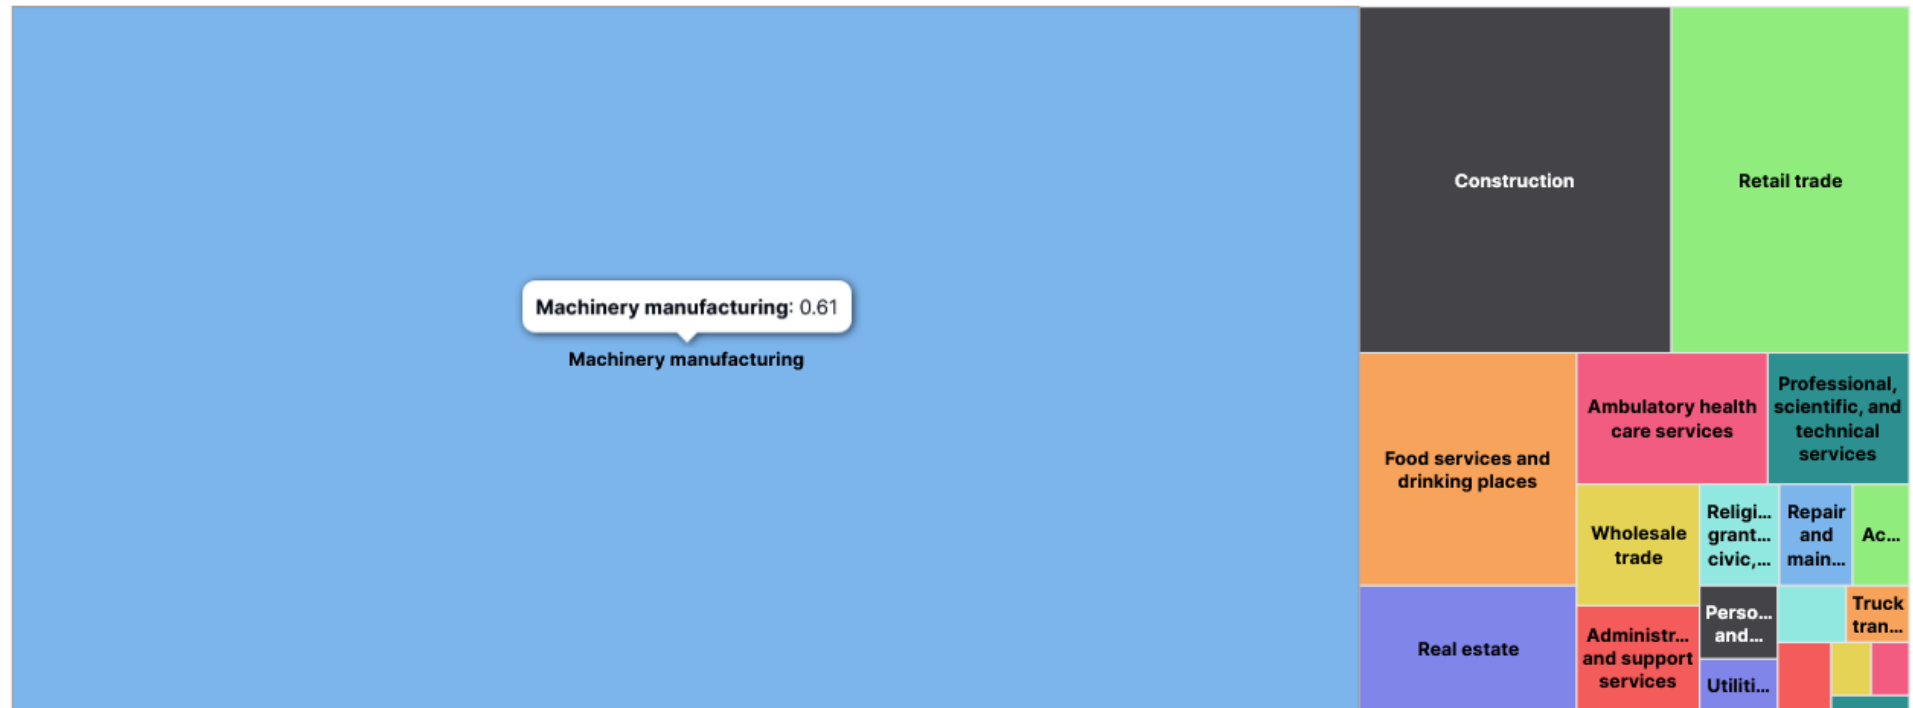 Machinery manufacturing: 0.61
Machinery manufacturing
Construction
Retail trade
Food services and
drinking places
Ambulatory health
care services
Professional,
scientific, and
technical
services
Wholesale
trade
Religi...
grant...
civic,...
Repair
and
main...
Ac...
Real estate
Administr...
and support
services
Perso...
and...
Utiliti...
Truck
tran...